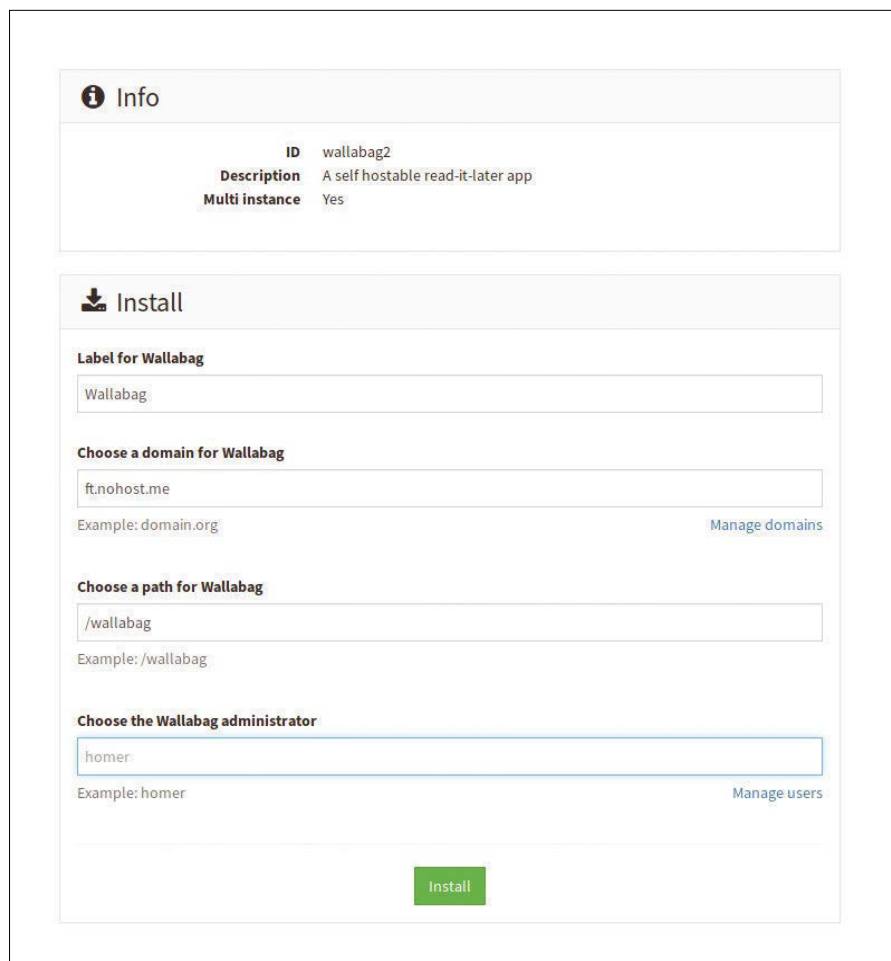 Info
ID wallabag2
Description A self hostable read-it-later app
Multi instance Yes
Install
Label for Wallabag
Wallabag
Choose a domain for Wallabag
ft.nohost.me
Example: domain.org Manage domains
Choose a path for Wallabag
/wallabag
Example: /wallabag
Choose the Wallabag administrator
homer
Example: homer Manage users
Install